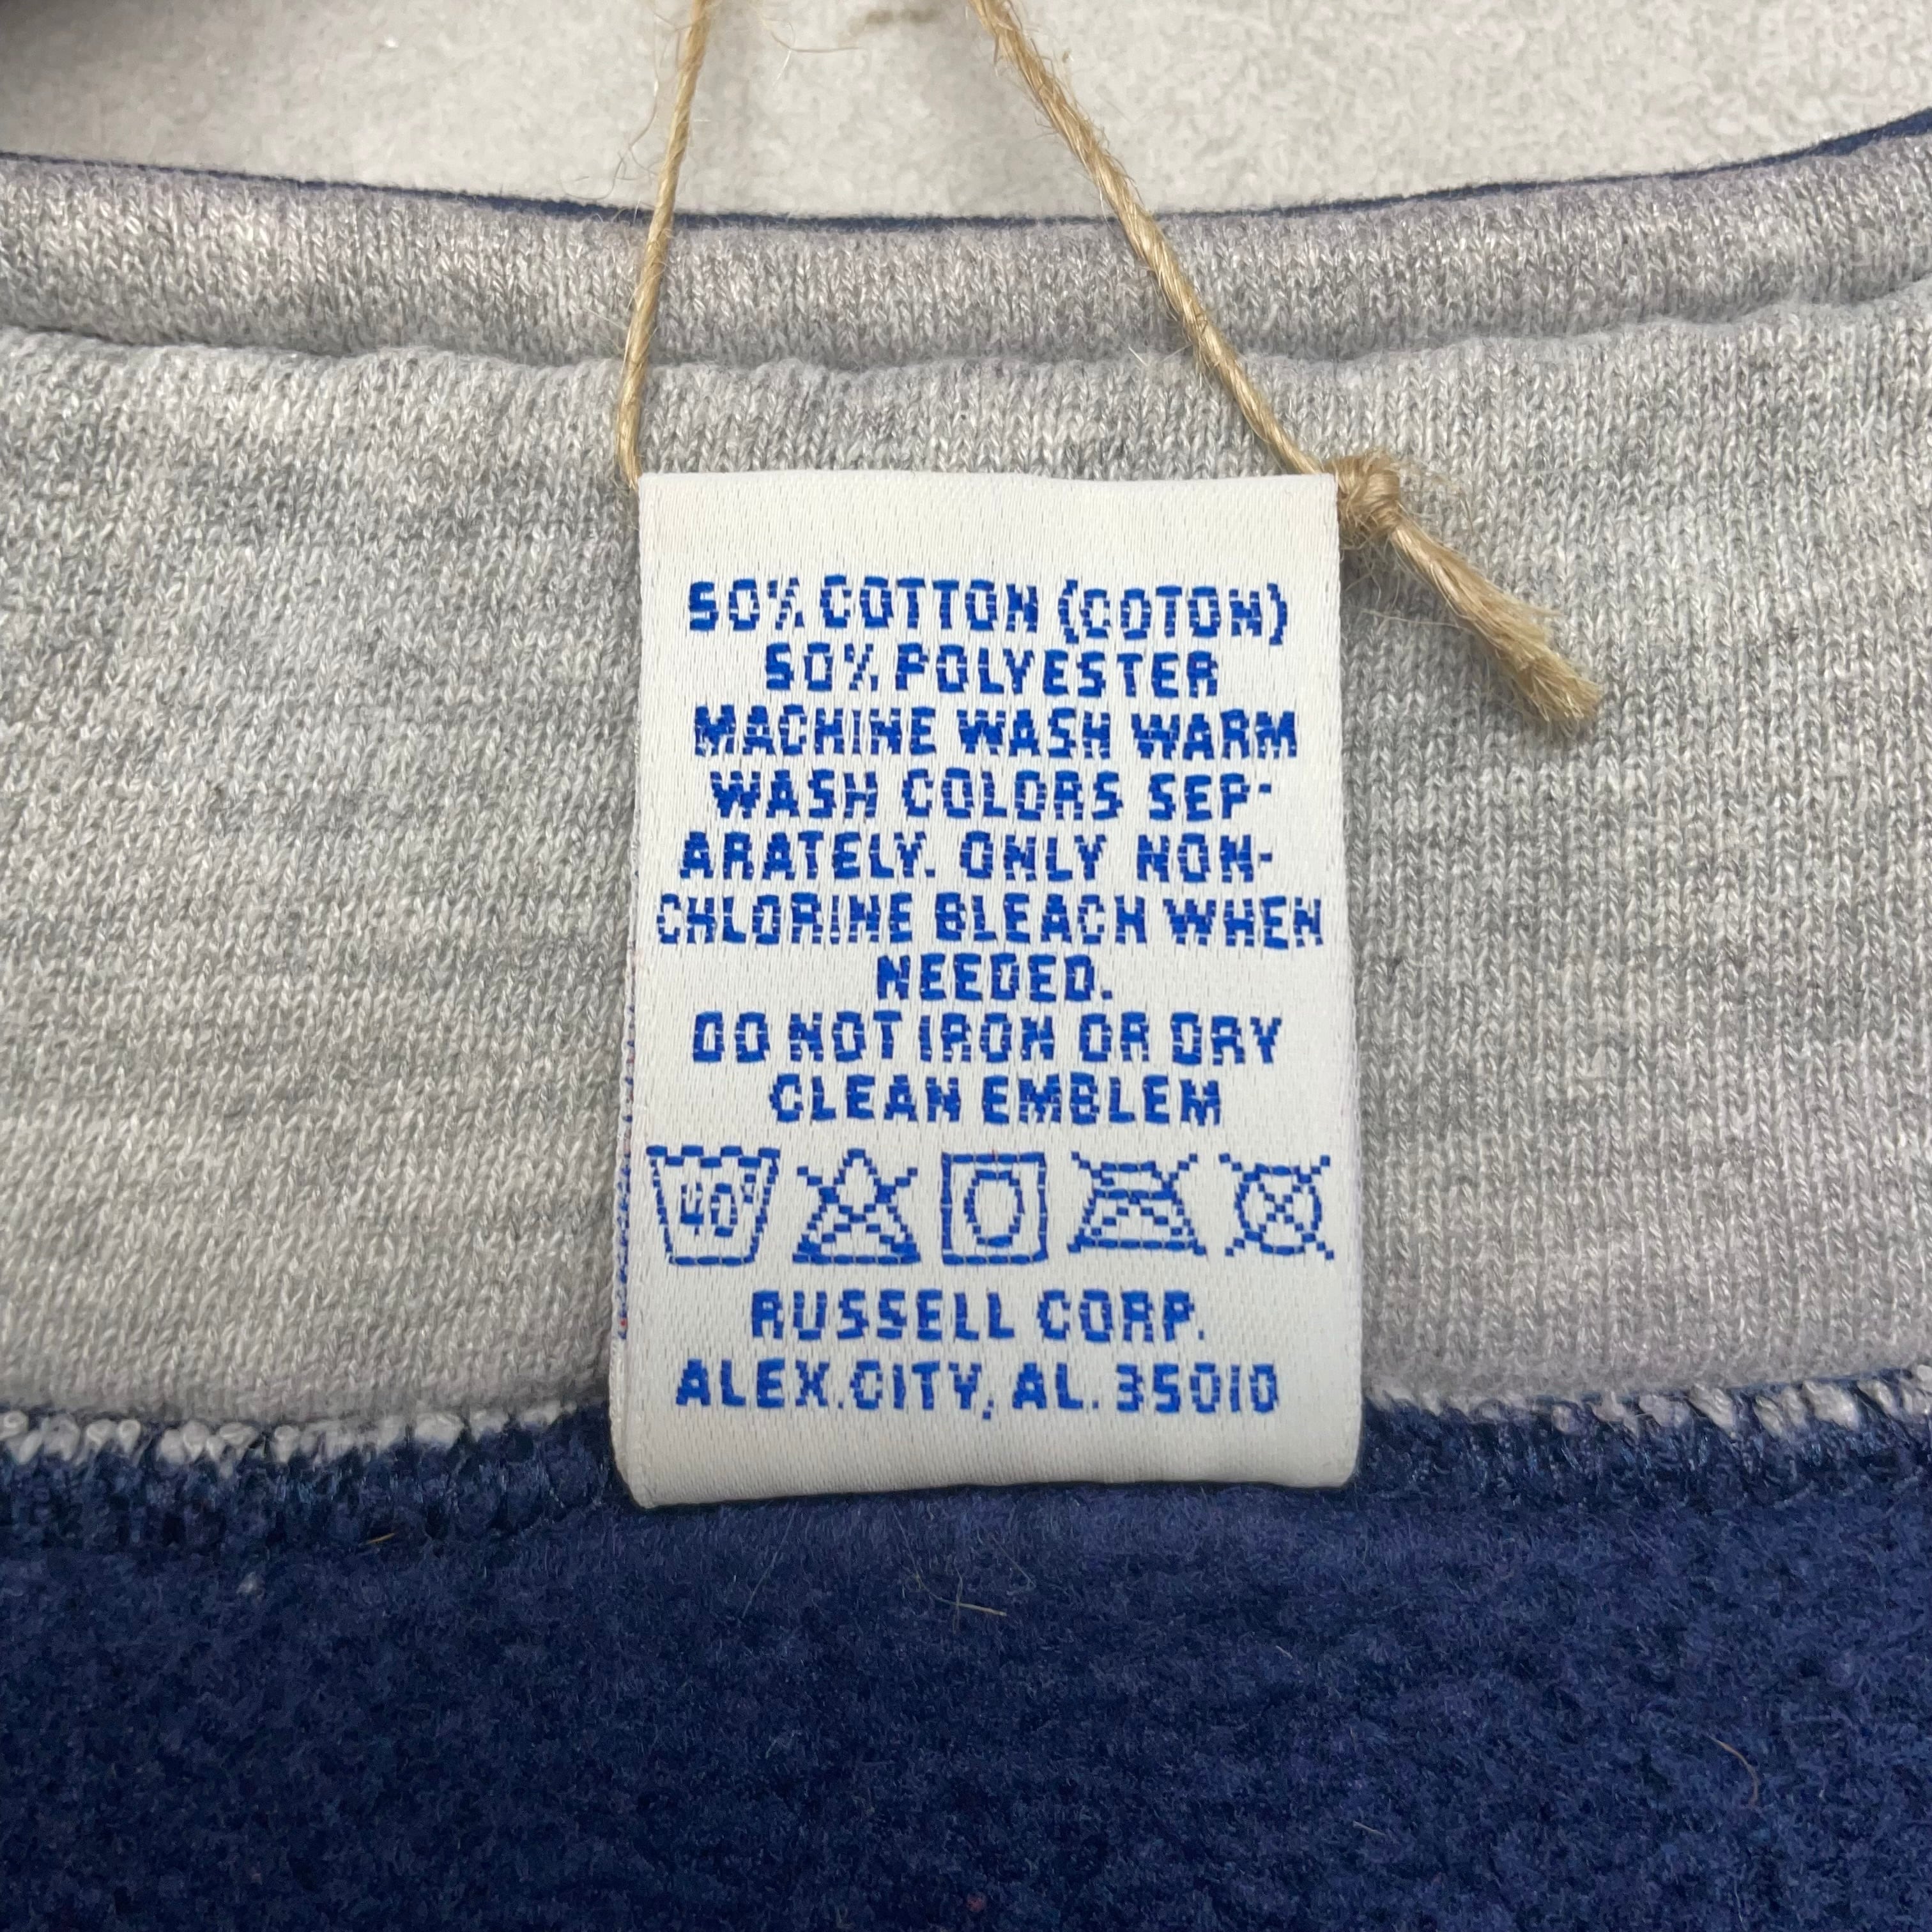 50% COTTON (COTON)
50% POLYESTER
MACHINE WASH WARM
WASH COLORS SEP-
ARATELY. ONLY NON-
CHLORINE BLEACH WHEN
NEEDED.
DO NOT IRON OR DRY
CLEAN EMBLEM
40°
RUSSELL CORP.
ALEX.CITY, AL. 35010